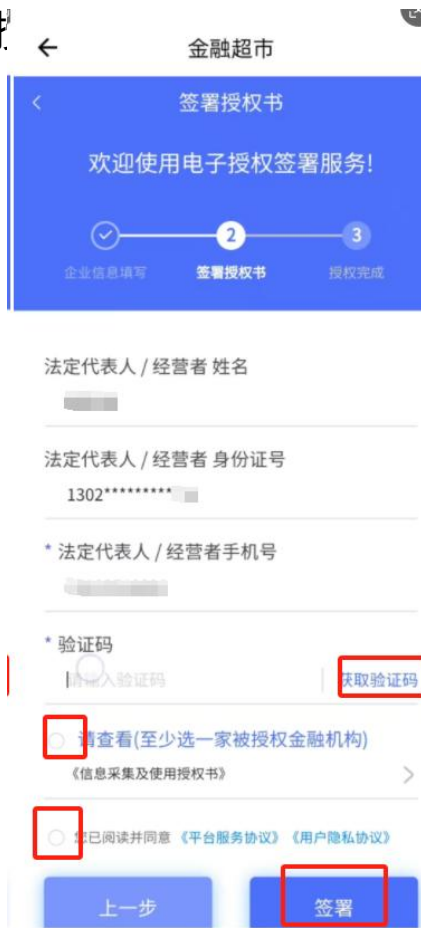 金融超市
签署授权书
欢迎使用电子授权签署服务!
2
3
企业信息填写
签署授权书
授权完成
法定代表人 / 经营者 姓名
法定代表人 / 经营者 身份证号
1302*********
* 法定代表人 / 经营者手机号
* 验证码
请输入验证码
获取验证码
请查看(至少选一家被授权金融机构)
《信息采集及使用授权书》
您已阅读并同意 《平台服务协议》 《用户隐私协议》
上一步
签署